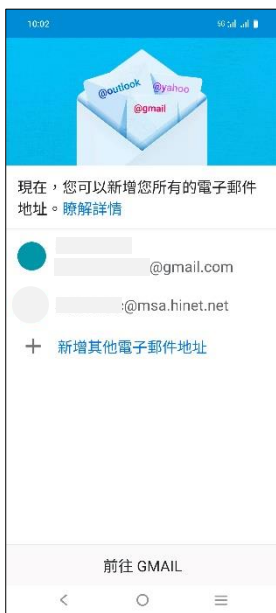 10:02
5G
@outlook @yahoo
@gmail
現在，您可以新增您所有的電子郵件
地址。瞭解詳情
@gmail.com
:@msa.hinet.net
新增其他電子郵件地址
前往 GMAIL